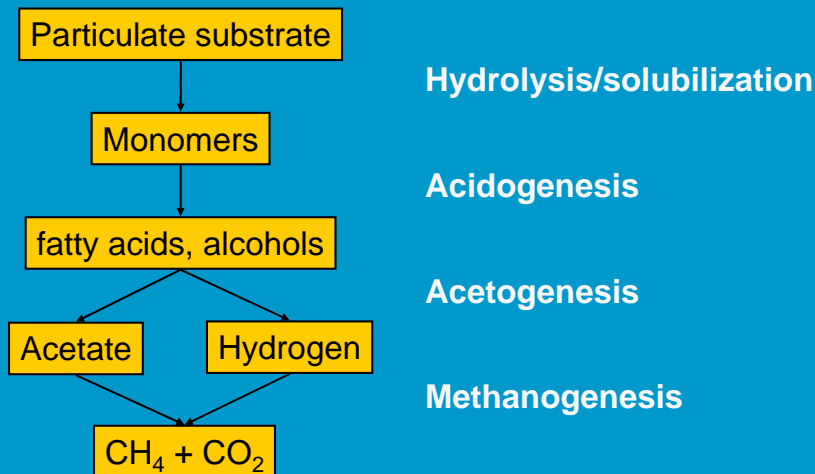 Particulate substrate
Hydrolysis/solubilization
Monomers
Acidogenesis
fatty acids, alcohols
Acetogenesis
Acetate
Hydrogen
Methanogenesis
CH₄ + CO₂